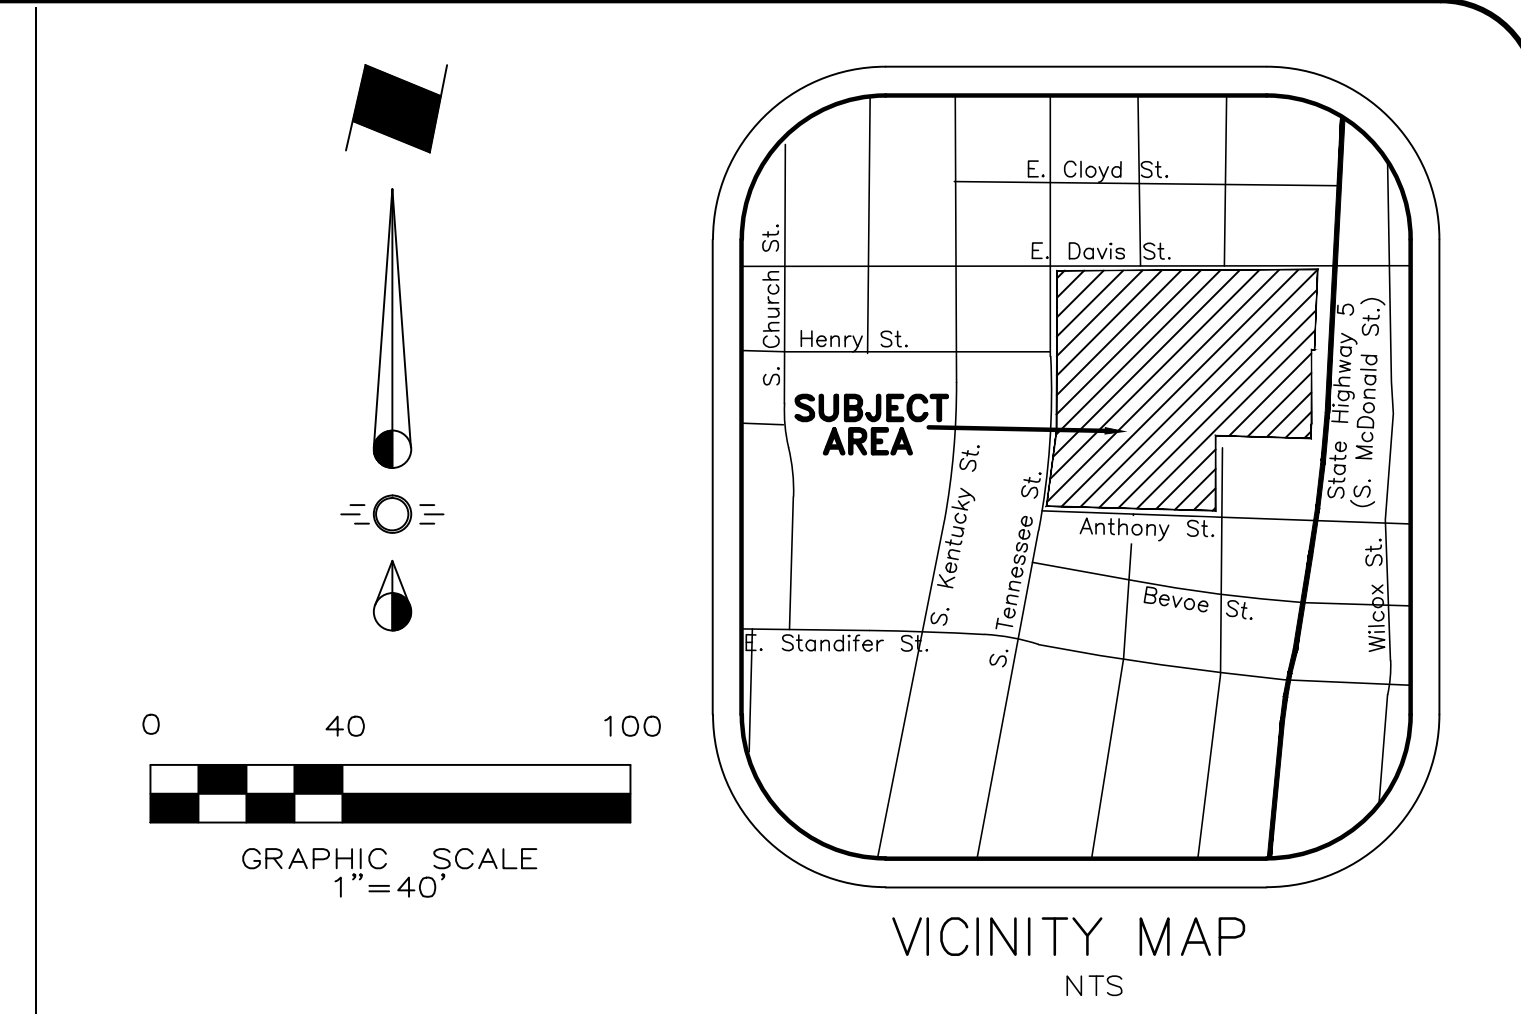 E. Cloyd St.
E. Davis St.
S. Church St.
Henry St.
SUBJECT
AREA
State Highway 5
(S. McDonald St.)
S. Kentucky St.
S. Tennessee St.
Anthony St.
Bevoe St.
Wilcox St.
E. Standifer St.
0 40 100
GRAPHIC SCALE
1"=40'
VICINITY MAP
NTS